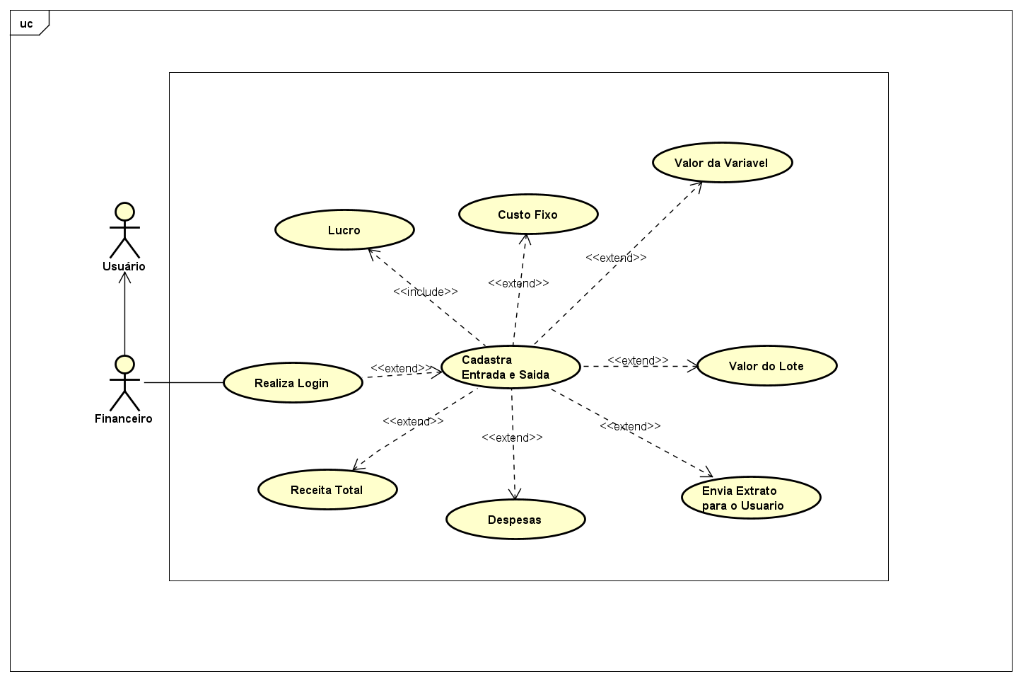 uc
Valor da Variavel
Custo Fixo
Lucro
<<extend>>
Usuário
<<extend>>
<<include>>
Cadastra
Entrada e Saida
<<extend>>
Valor do Lote
<<extend>>
Realiza Login
Financeiro
<<extend>>
<<extend>>
<<extend>>
Receita Total
Envia Extrato
para o Usuario
Despesas